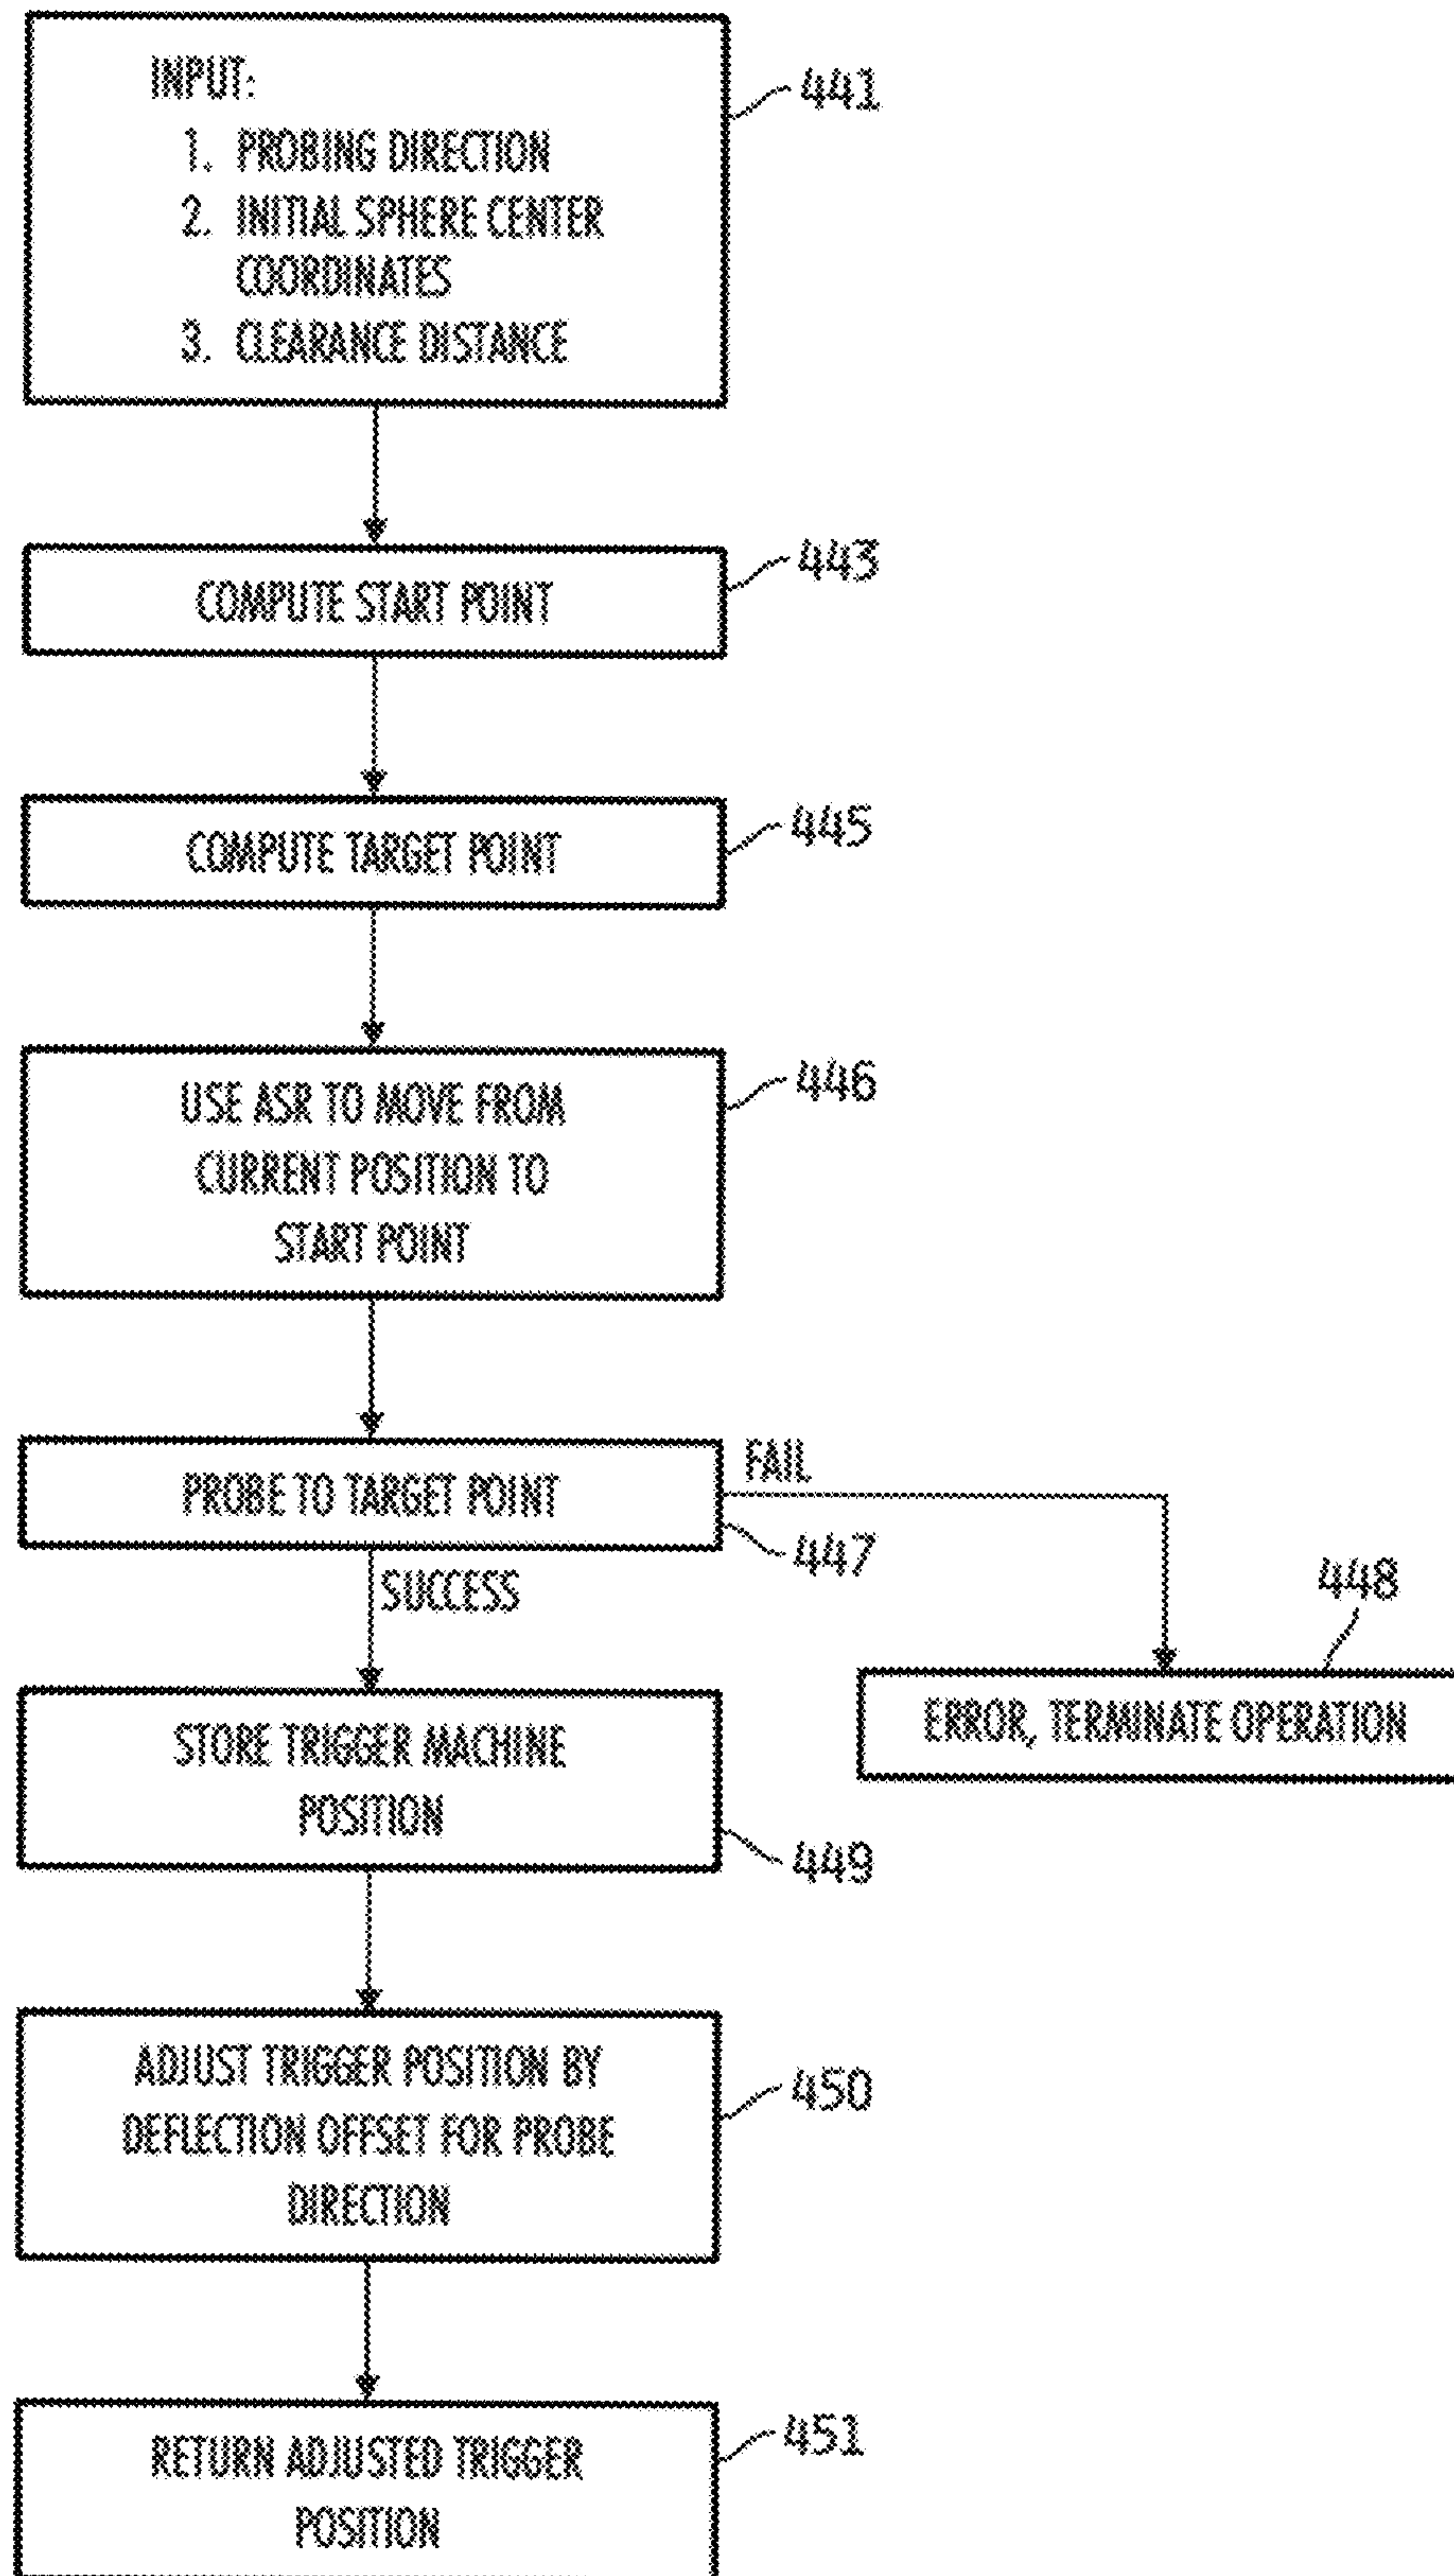 INPUT:
441
1. PROBING DIRECTION
2. INITIAL SPHERE CENTER
COORDINATES
3. CLEARANCE DISTANCE
443
COMPUTE START POINT
445
COMPUTE TARGET POINT
446
USE ASR TO MOVE FROM
CURRENT POSITION TO
START POINT
FAIL
PROBE TO TARGET POINT
447
SUCCESS
448
ERROR, TERMINATE OPERATION
STORE TRIGGER MACHINE
POSITION
449
ADJUST TRIGGER POSITION BY
450
DEFLECTION OFFSET FOR PROBE
DIRECTION
451
RETURN ADJUSTED TRIGGER
POSITION